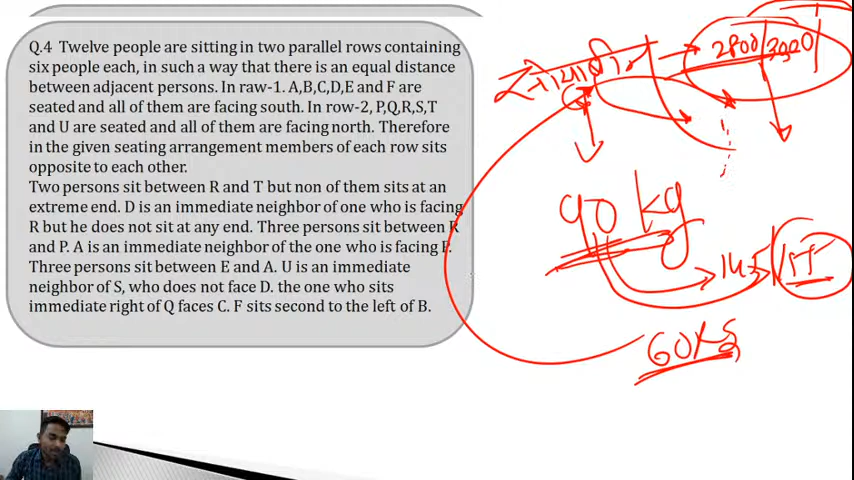 Q.4 Twelve people are sitting in two parallel rows containing
six people each, in such a way that there is an equal distance
between adjacent persons. In raw-1. A,B,C,D,E and F are
seated and all of them are facing south. In row-2, P,Q,R,S,T
and U are seated and all of them are facing north. Therefore
in the given seating arrangement members of each row sits
opposite to each other.
Two persons sit between R and T but non of them sits at an
extreme end. D is an immediate neighbor of one who is facing
R but he does not sit at any end. Three persons sit between R
and P. A is an immediate neighbor of the one who is facing P.
Three persons sit between E and A. U is an immediate
neighbor of S, who does not face D. the one who sits
immediate right of Q faces C. F sits second to the left of B.
2800
90 kg
60 kg